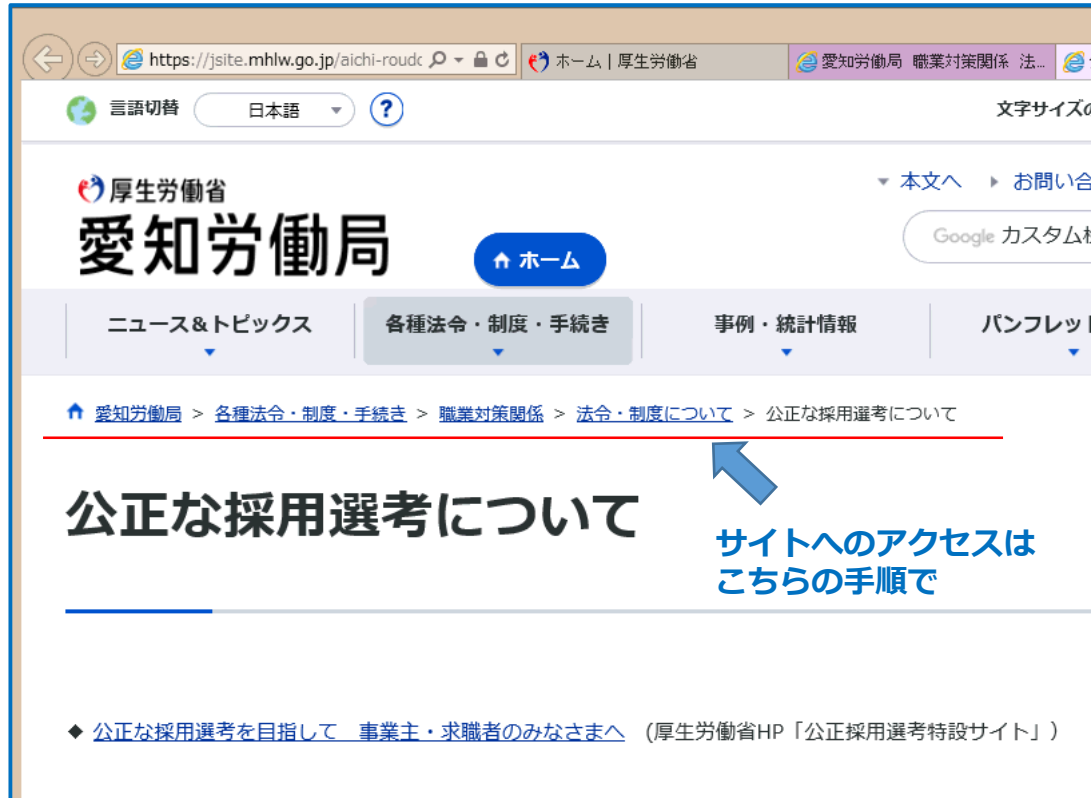 https://jsite.mhlw.go.jp/aichi-roudc
ホーム | 厚生労働省
愛知労働局 職業対策関係 法...
言語切替
日本語
?
文字サイズの
厚生労働省
愛知労働局
ホーム
本文へ
お問い合
Google カスタム検
ニュース&トピックス
各種法令・制度・手続き
事例・統計情報
パンフレット
愛知労働局 > 各種法令・制度・手続き > 職業対策関係 > 法令・制度について > 公正な採用選考について
公正な採用選考について
サイトへのアクセスは
こちらの手順で
◆ 公正な採用選考を目指して 事業主・求職者のみなさまへ (厚生労働省HP「公正採用選考特設サイト」)